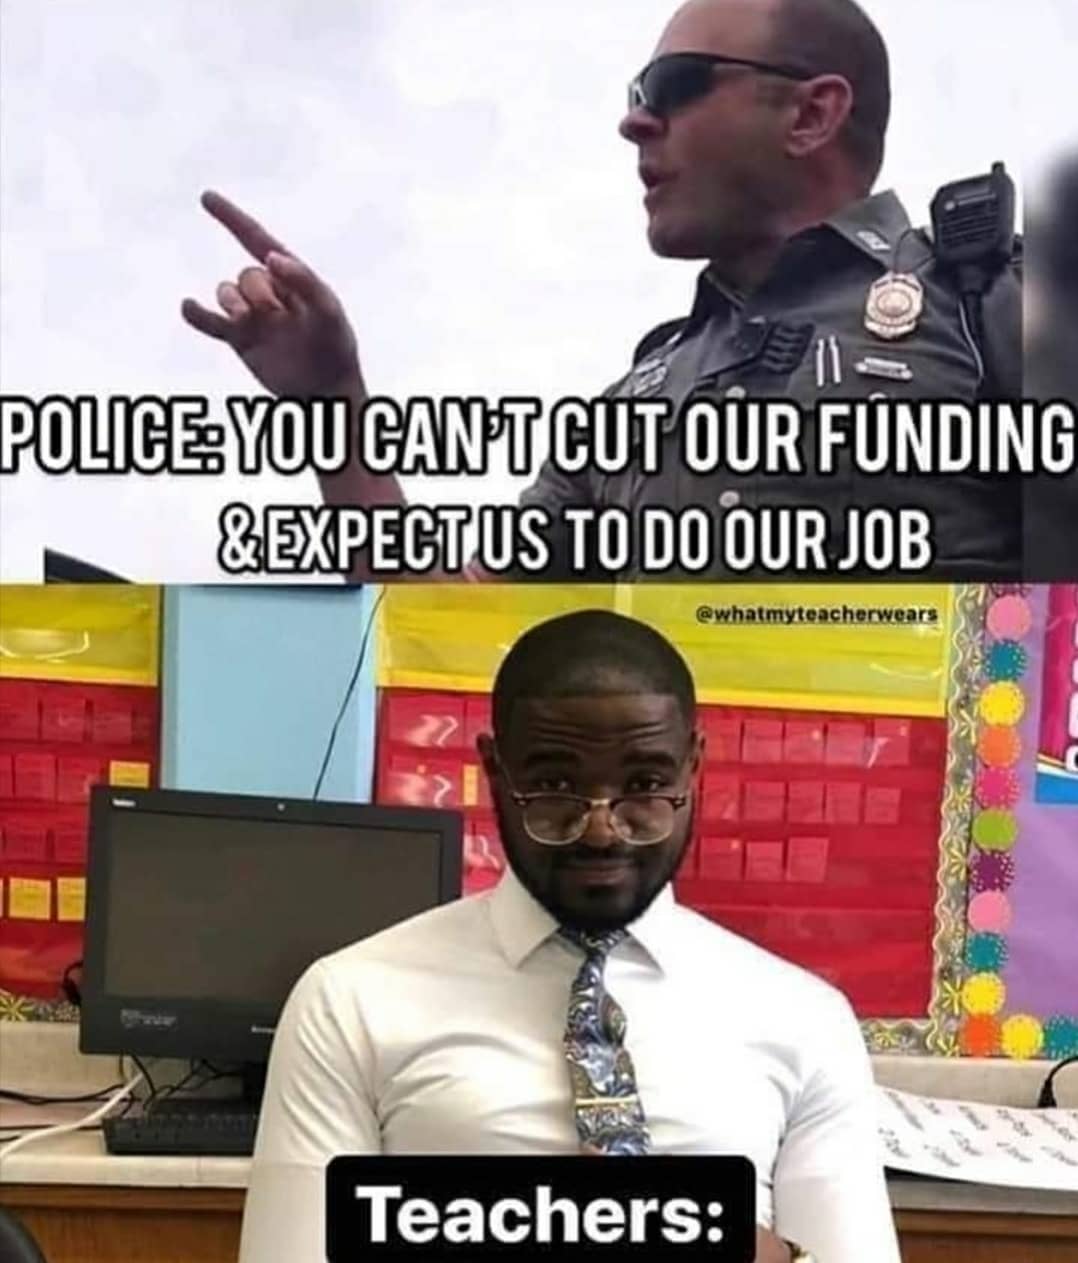 POLICE: YOU CAN'T CUT OUR FUNDING
& EXPECT US TO DO OUR JOB
@whatmyteacherwears
Teachers: